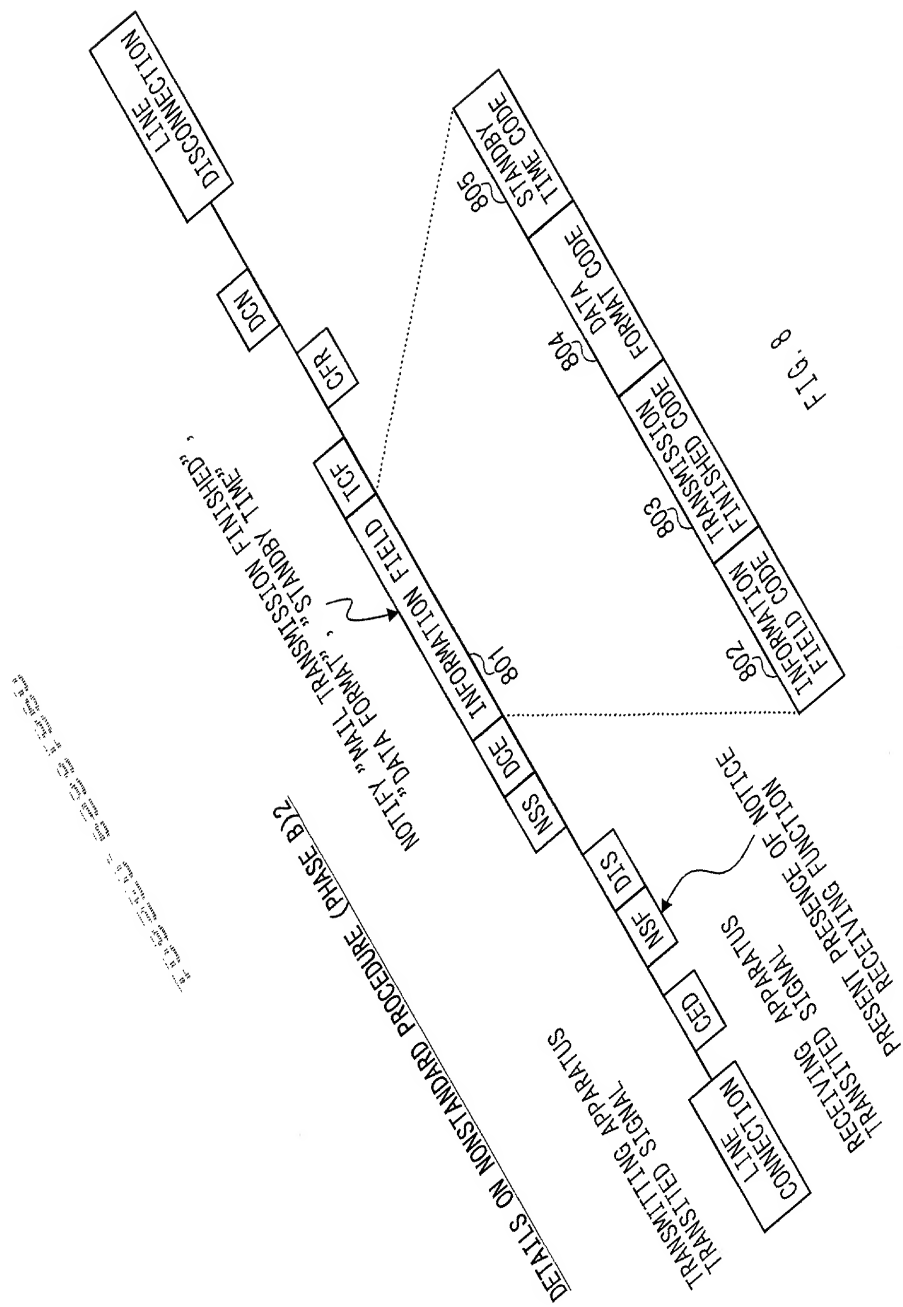 DETAILS ON NONSTANDARD PROCEDURE (PHASE B)2
NOTIFY "MAIL TRANSMISSION FINISHED",
"DATA FORMAT", "STANDBY TIME"
TRANSMITTING APPARATUS
TRANSITED SIGNAL
LINE
CONNECTION
CED
NSF
DIS
NSS
DCE
INFORMATION FIELD
801
TCF
CFR
DCN
LINE
DISCONNECTION
RECEIVING APPARATUS
TRANSITED SIGNAL
PRESENT PRESENCE OF NOTICE
RECEIVING FUNCTION
802
INFORMATION
FIELD CODE
803
TRANSMISSION
FINISHED CODE
804
DATA
FORMAT CODE
805
STANDBY
TIME CODE
FIG. 8